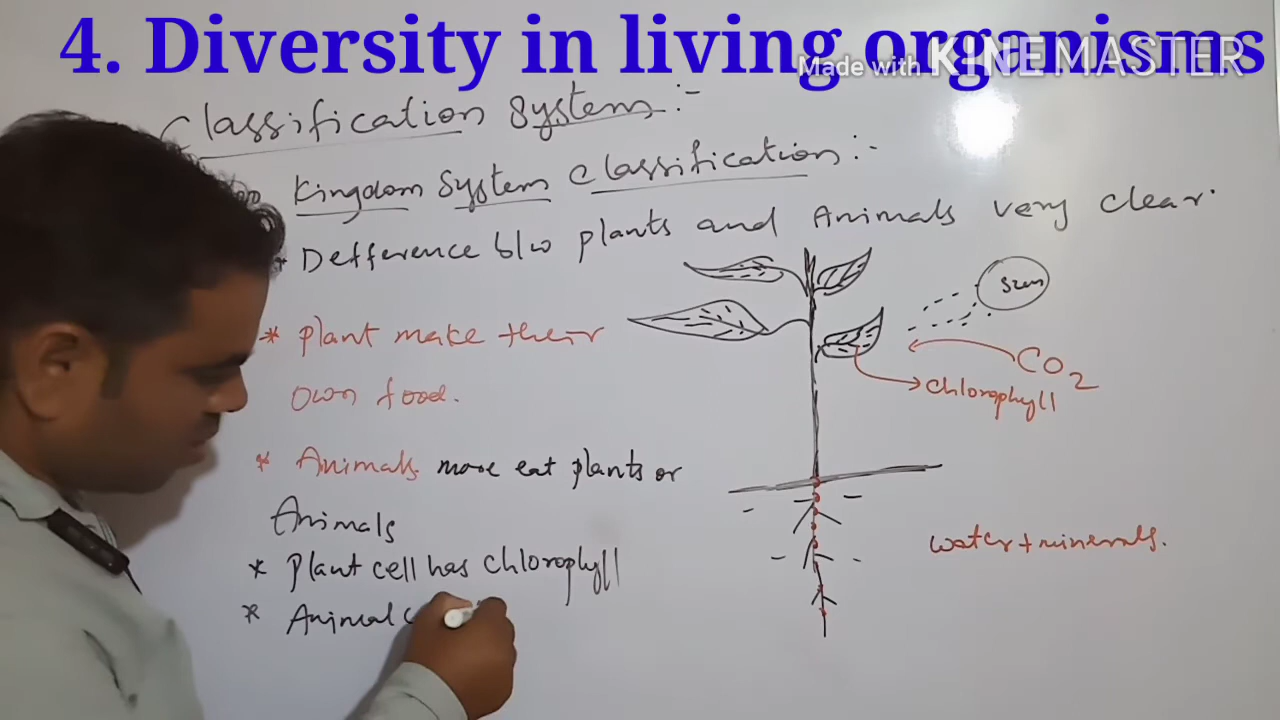 4. Diversity in living organisms
Made with KINEMASTER
Classification System :-
Kingdom System Classification :-
* Defference b/w plants and Animals very clear.
Sun
* Plant make their
own food.
CO2
chlorophyll
* Animals move eat plants or
Animals
* Plant cell has chlorophyll
* Animal c
water + minerals.